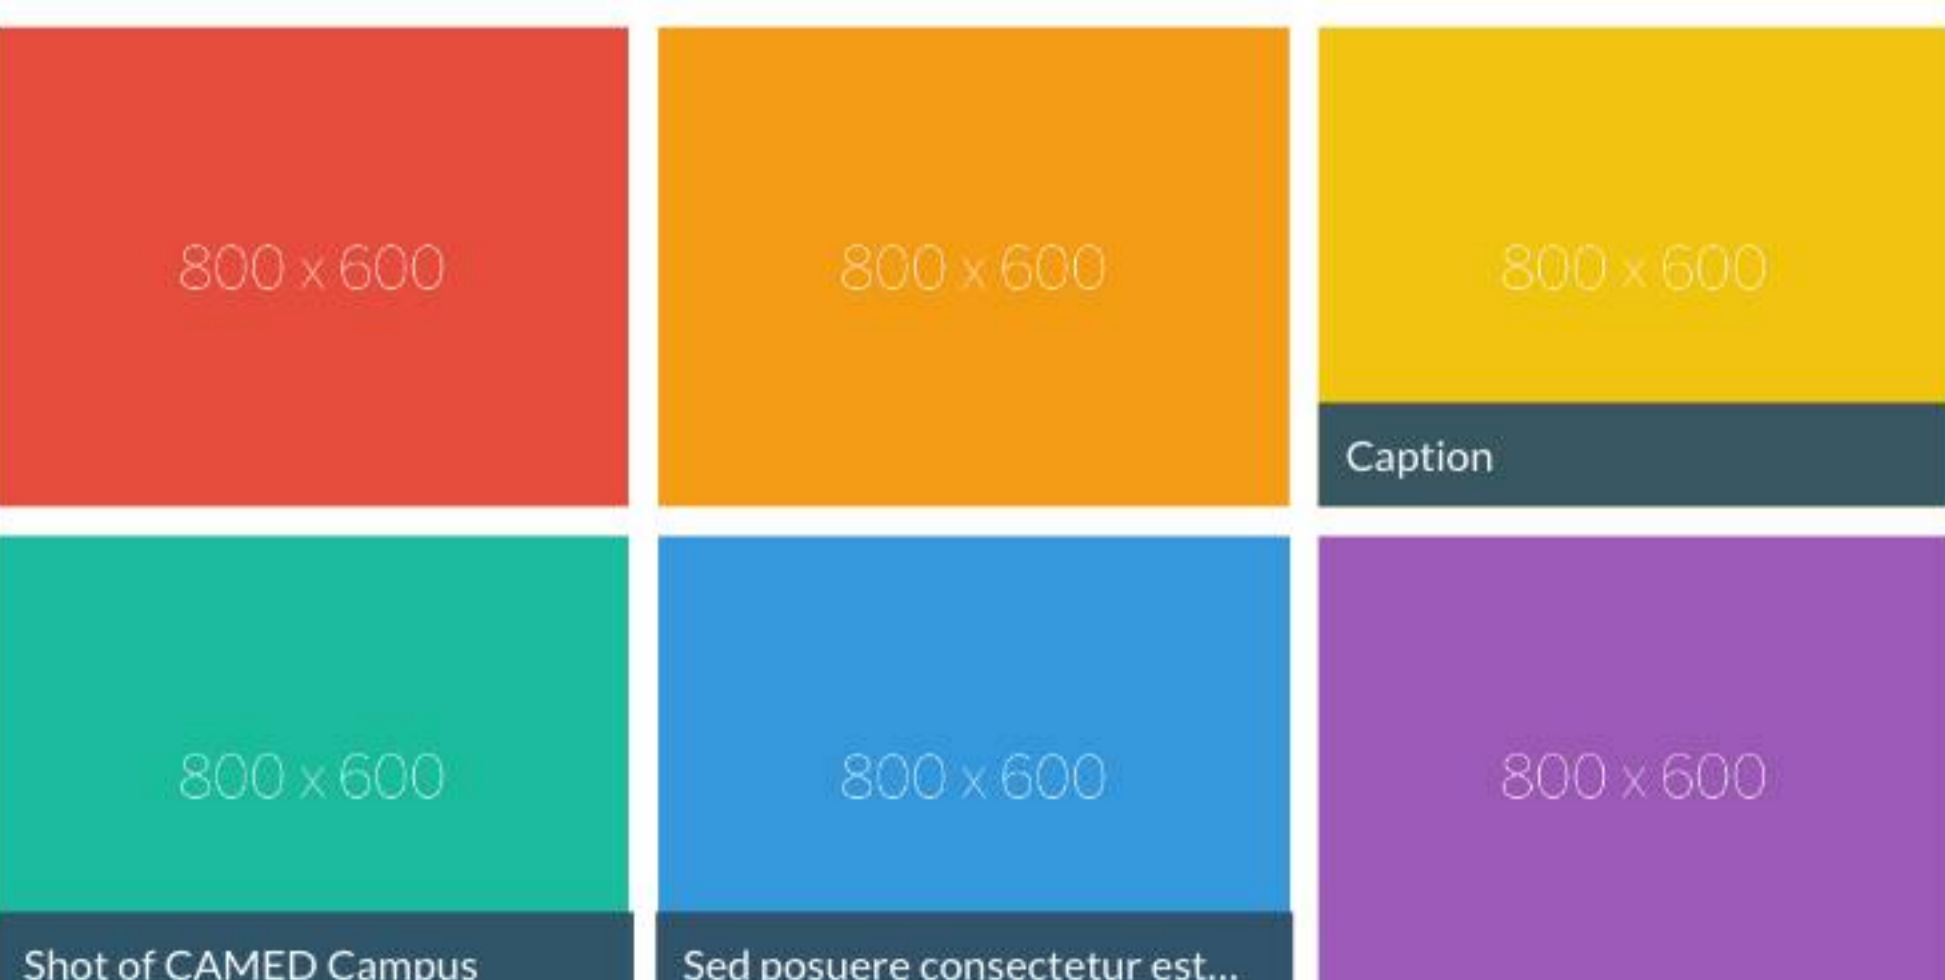 800 x 600
800 x 600
800 x 600
Caption
800 x 600
800 x 600
800 x 600
Shot of CAMED Campus
Sed posuere consectetur est...